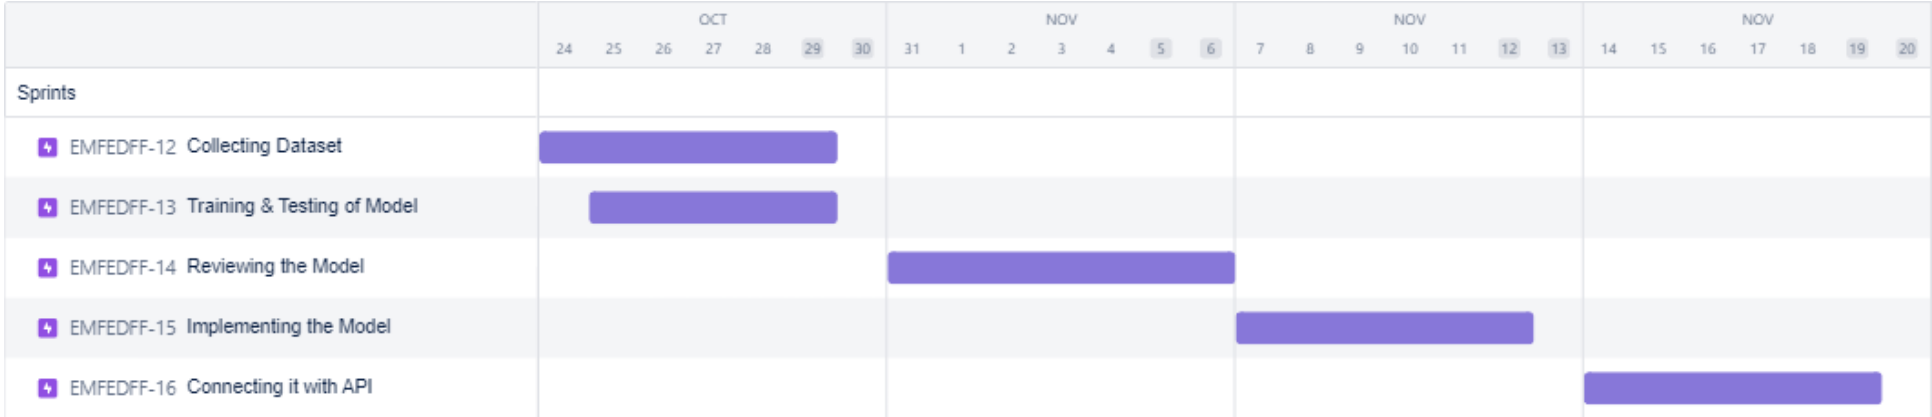 OCT NOV NOV NOV
24 25 26 27 28 29 30 31 1 2 3 4 5 6 7 8 9 10 11 12 13 14 15 16 17 18 19 20
Sprints
EMFEDFF-12 Collecting Dataset
EMFEDFF-13 Training & Testing of Model
EMFEDFF-14 Reviewing the Model
EMFEDFF-15 Implementing the Model
EMFEDFF-16 Connecting it with API